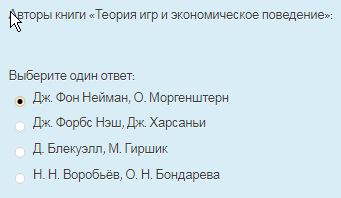 Авторы книги «Теория игр и экономическое поведение»:
Выберите один ответ:
Дж. Фон Нейман, О. Моргенштерн
Дж. Форбс Нэш, Дж. Харсаньи
Д. Блекуэлл, М. Гиршик
Н. Н. Воробьёв, О. Н. Бондарева